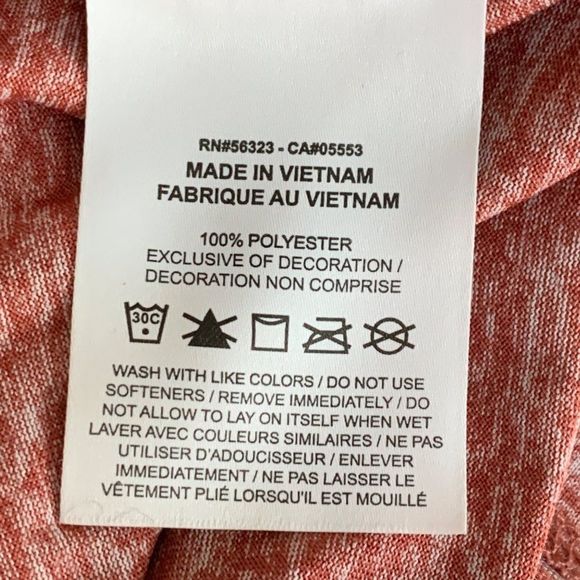 RN#56323 - CA#05553
MADE IN VIETNAM
FABRIQUE AU VIETNAM
100% POLYESTER
EXCLUSIVE OF DECORATION /
DECORATION NON COMPRISE
30C
WASH WITH LIKE COLORS / DO NOT USE
SOFTENERS / REMOVE IMMEDIATELY / DO
NOT ALLOW TO LAY ON ITSELF WHEN WET
LAVER AVEC COULEURS SIMILAIRES / NE PAS
UTILISER D'ADOUCISSEUR / ENLEVER
IMMEDIATEMENT / NE PAS LAISSER LE
VÊTEMENT PLIÉ LORSQU'IL EST MOUILLÉ